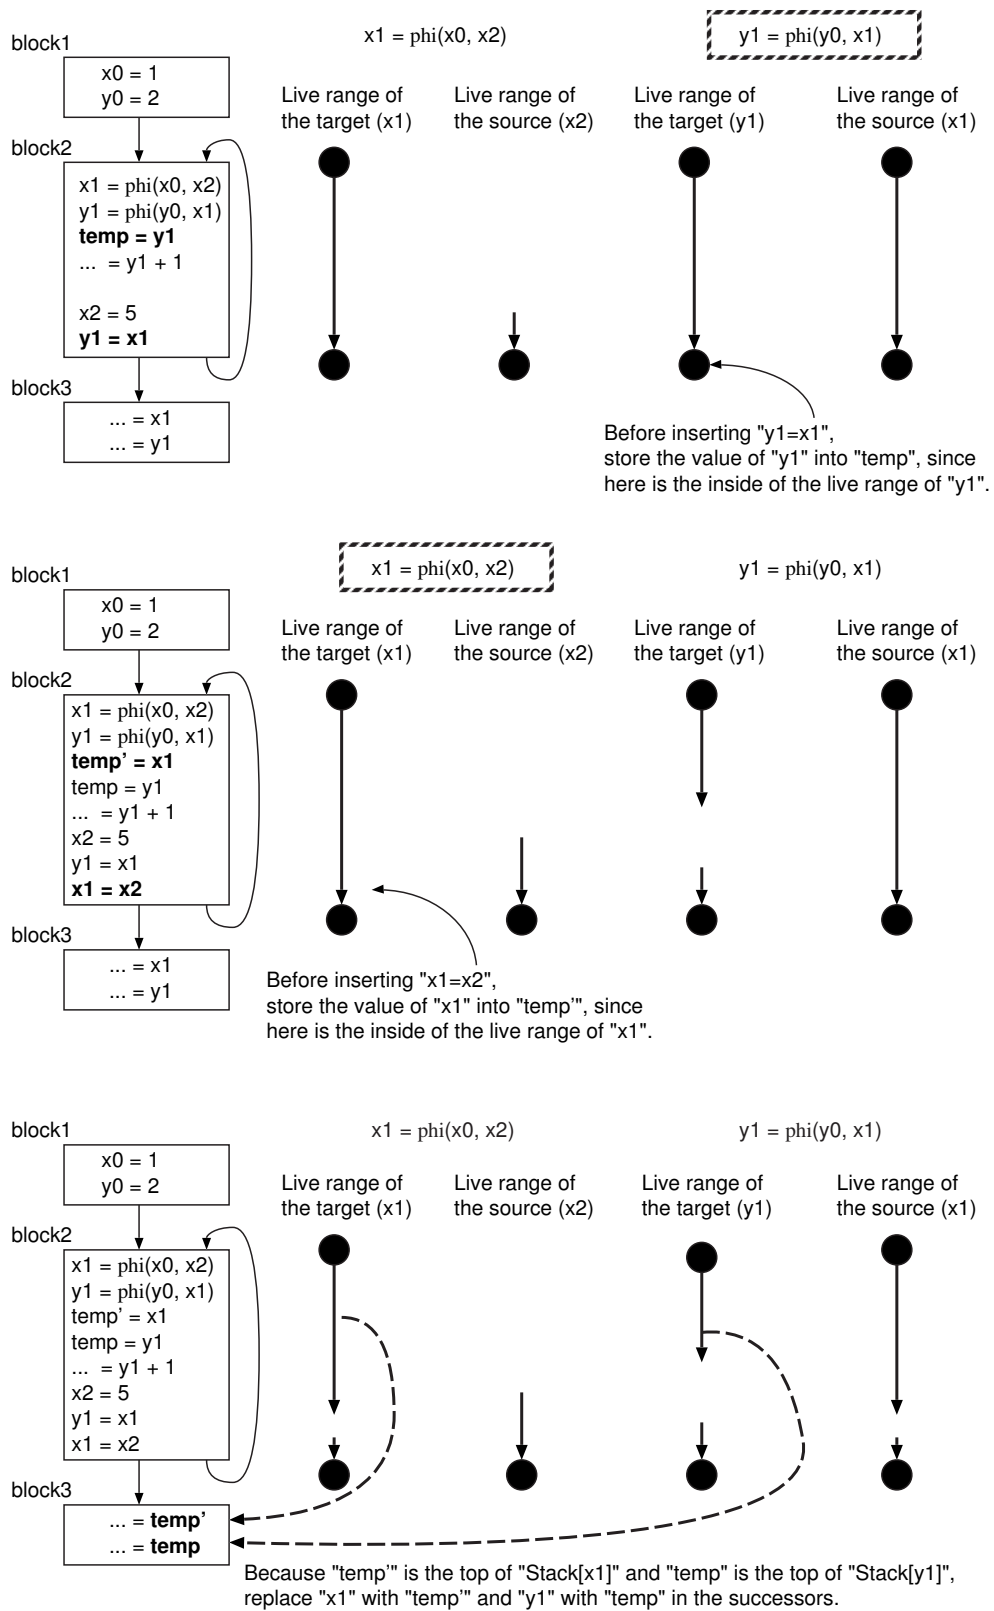 block1
x0 = 1
y0 = 2
block2
x1 = phi(x0, x2)
y1 = phi(y0, x1)
temp = y1
... = y1 + 1
x2 = 5
y1 = x1
block3
... = x1
... = y1
x1 = phi(x0, x2)
y1 = phi(y0, x1)
Live range of
the target (x1)
Live range of
the source (x2)
Live range of
the target (y1)
Live range of
the source (x1)
Before inserting "y1=x1",
store the value of "y1" into "temp", since
here is the inside of the live range of "y1".
block1
x0 = 1
y0 = 2
block2
x1 = phi(x0, x2)
y1 = phi(y0, x1)
temp' = x1
temp = y1
... = y1 + 1
x2 = 5
y1 = x1
x1 = x2
block3
... = x1
... = y1
x1 = phi(x0, x2)
y1 = phi(y0, x1)
Live range of
the target (x1)
Live range of
the source (x2)
Live range of
the target (y1)
Live range of
the source (x1)
Before inserting "x1=x2",
store the value of "x1" into "temp'", since
here is the inside of the live range of "x1".
block1
x0 = 1
y0 = 2
block2
x1 = phi(x0, x2)
y1 = phi(y0, x1)
temp' = x1
temp = y1
... = y1 + 1
x2 = 5
y1 = x1
x1 = x2
block3
... = temp'
... = temp
x1 = phi(x0, x2)
y1 = phi(y0, x1)
Live range of
the target (x1)
Live range of
the source (x2)
Live range of
the target (y1)
Live range of
the source (x1)
Because "temp'" is the top of "Stack[x1]" and "temp" is the top of "Stack[y1]",
replace "x1" with "temp'" and "y1" with "temp" in the successors.